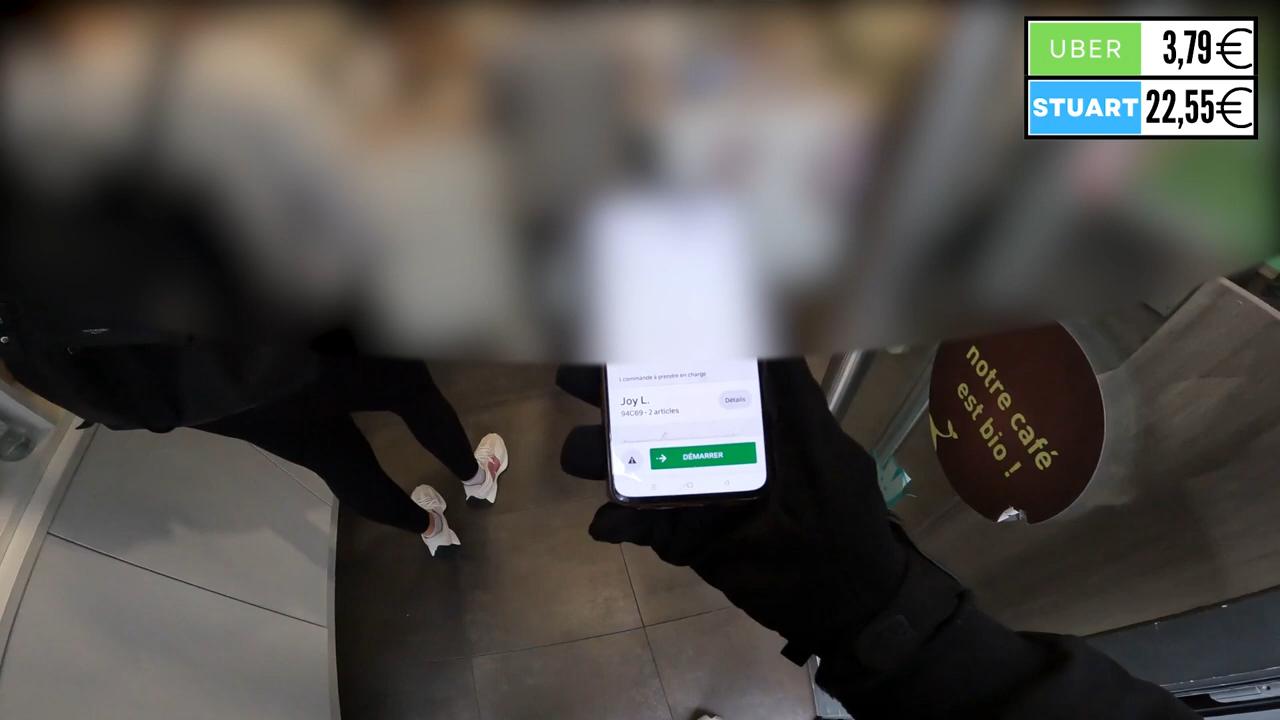 UBER 3,79€
STUART 22,55€
1 commande à prendre en charge
Joy L.
Détails
94C69 - 2 articles
DÉMARRER
notre café
est bio !